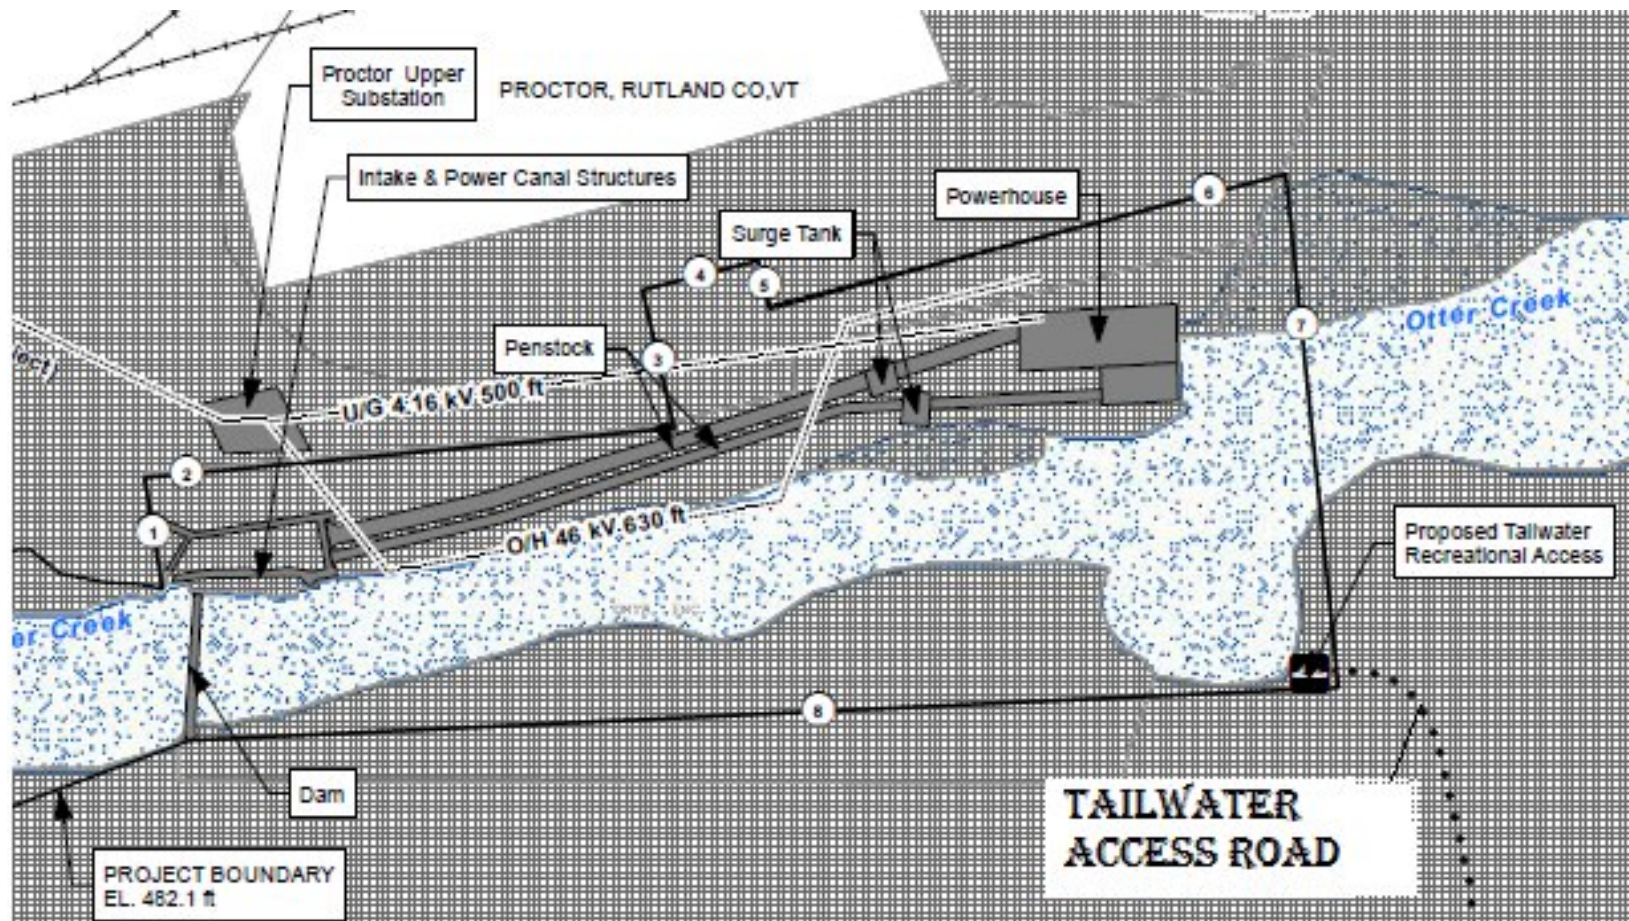 Proctor Upper
Substation
PROCTOR, RUTLAND CO,VT
Intake & Power Canal Structures
Powerhouse
6
Surge Tank
4
5
Otter Creek
7
Penstock
3
ject)
U/G 4.16 kV 500 ft
2
O/H 46 kV 630 ft
1
Proposed Tailwater
Recreational Access
er Creek
8
Dam
TAILWATER
ACCESS ROAD
PROJECT BOUNDARY
EL. 482.1 ft